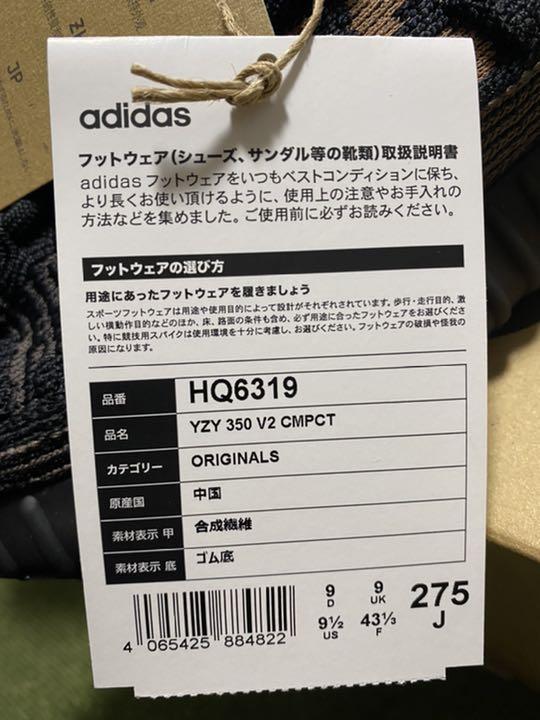 JP
adidas
フットウェア(シューズ、サンダル等の靴類)取扱説明書
adidas フットウェアをいつもベストコンディションに保ち、
より長くお使い頂けるように、使用上の注意やお手入れの
方法などを集めました。ご使用前に必ずお読みください。
フットウェアの選び方
用途にあったフットウェアを履きましょう
スポーツフットウェアは用途や使用目的によって設計がそれぞれされています。歩行・走行目的、激
しい横動作目的などのほか、床、路面の条件も含め、必ず用途に合ったフットウェアをお選びくださ
い。特に競技用スパイクは使用環境を十分に考慮し、お選びください。フットウェアの破損や怪我の
原因になります。
品番 HQ6319
品名 YZY 350 V2 CMPCT
カテゴリー ORIGINALS
原産国 中国
素材表示 甲 合成繊維
素材表示 底 ゴム底
4 065425 884822
9 D 9 UK 275
9½ US 43⅓ F J